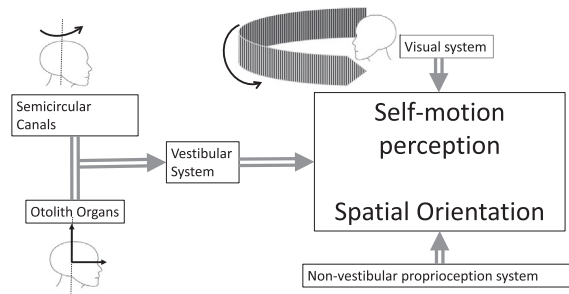 Visual system
Semicircular
Canals
Self-motion
perception
Vestibular
System
Otolith Organs
Spatial Orientation
Non-vestibular proprioception system